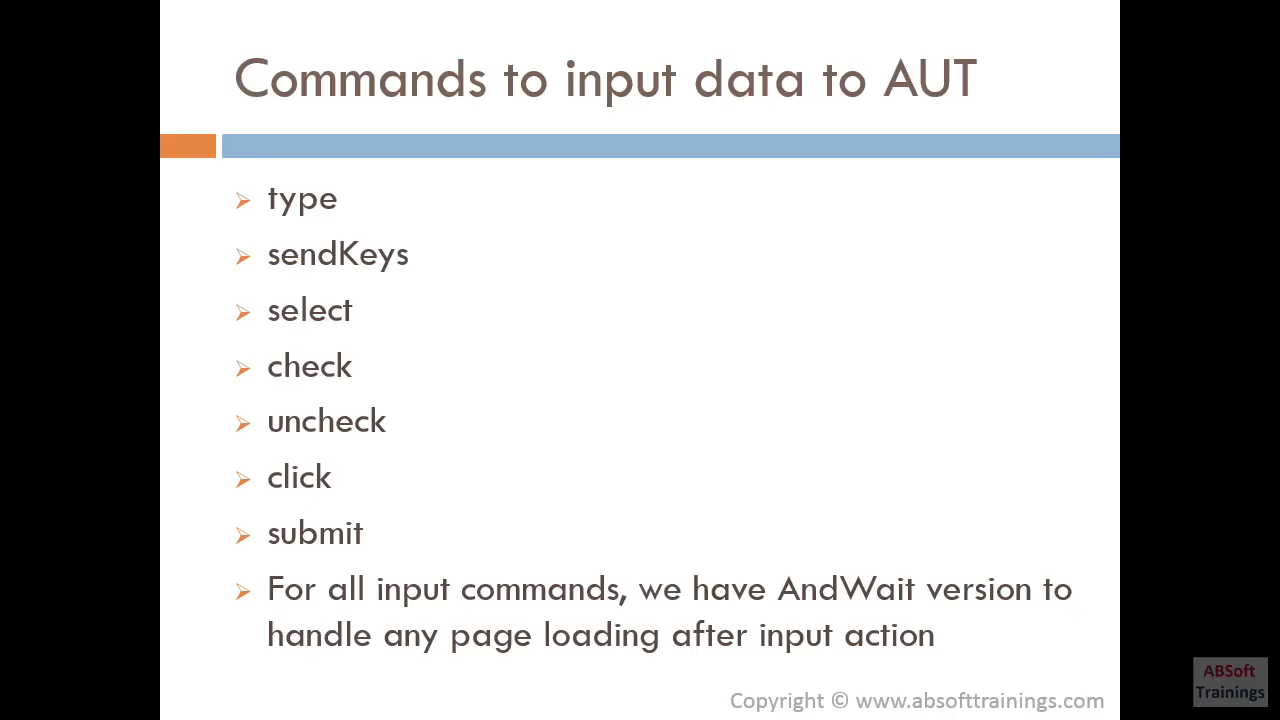 Commands to input data to AUT
type
sendKeys
select
check
uncheck
click
submit
For all input commands, we have AndWait version to
handle any page loading after input action
Copyright © www.absofttrainings.com
ABSoft
Trainings